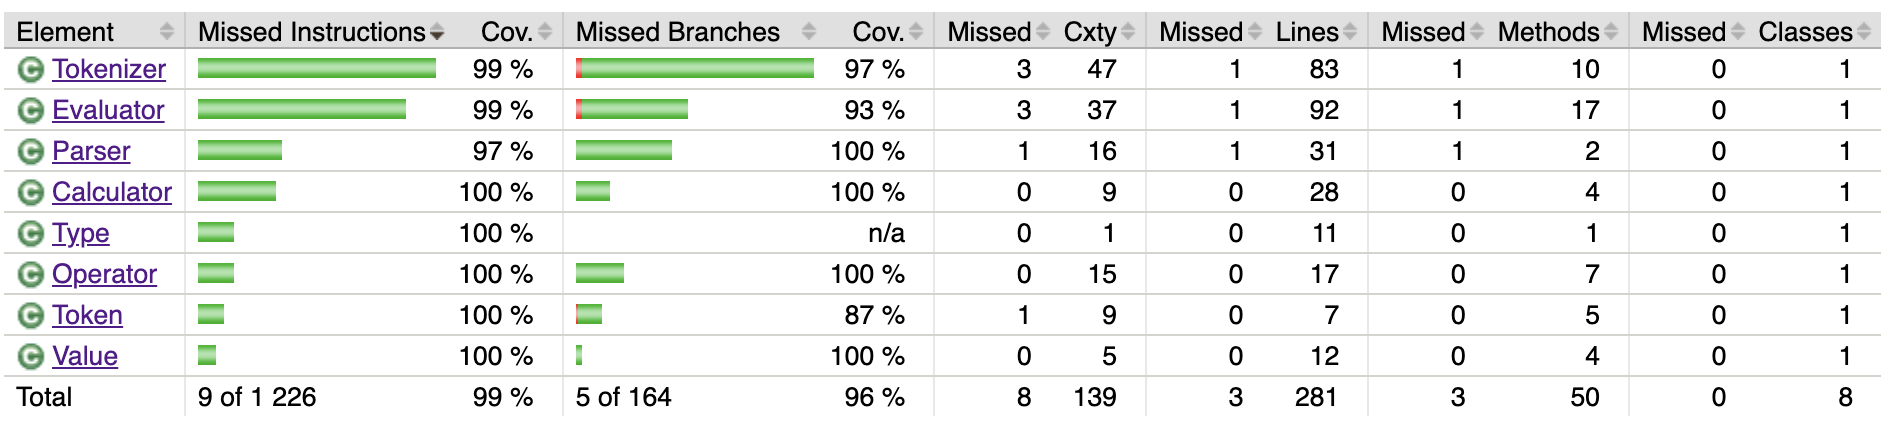 Element Missed Instructions Cov. Missed Branches Cov. Missed Cxty Missed Lines Missed Methods Missed Classes
C Tokenizer 99 % 97 % 3 47 1 83 1 10 0 1
C Evaluator 99 % 93 % 3 37 1 92 1 17 0 1
C Parser 97 % 100 % 1 16 1 31 1 2 0 1
C Calculator 100 % 100 % 0 9 0 28 0 4 0 1
C Type 100 % n/a 0 1 0 11 0 1 0 1
C Operator 100 % 100 % 0 15 0 17 0 7 0 1
C Token 100 % 87 % 1 9 0 7 0 5 0 1
C Value 100 % 100 % 0 5 0 12 0 4 0 1
Total 9 of 1 226 99 % 5 of 164 96 % 8 139 3 281 3 50 0 8